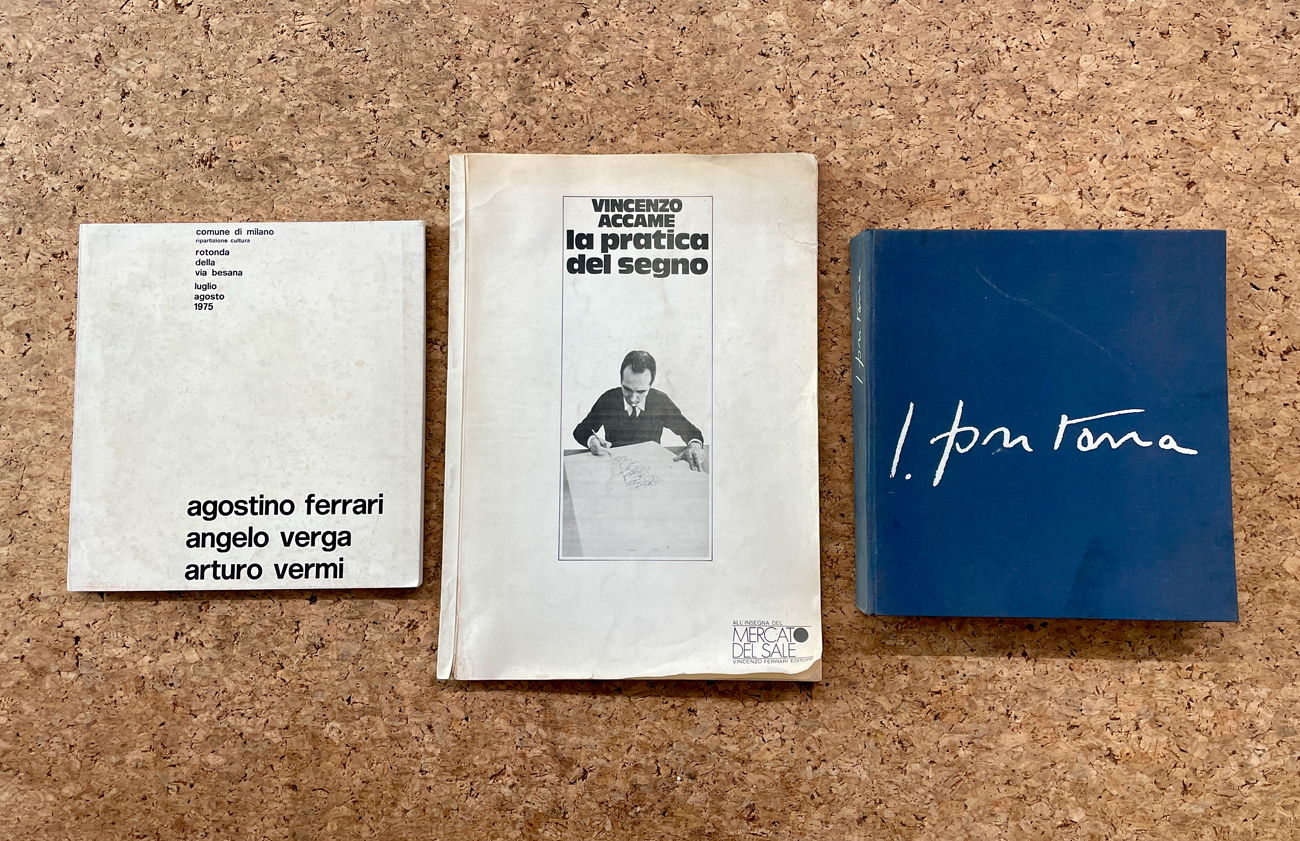 comune di milano
ripartizione cultura
rotonda
della
via besana
luglio
agosto
1975
agostino ferrari
angelo verga
arturo vermi
VINCENZO
ACCAME
la pratica
del segno
ALL'INSEGNA DEL
MERCATO
DEL SALE
VINCENZO FERRARI EDITORE
l. fontana
l. fontana